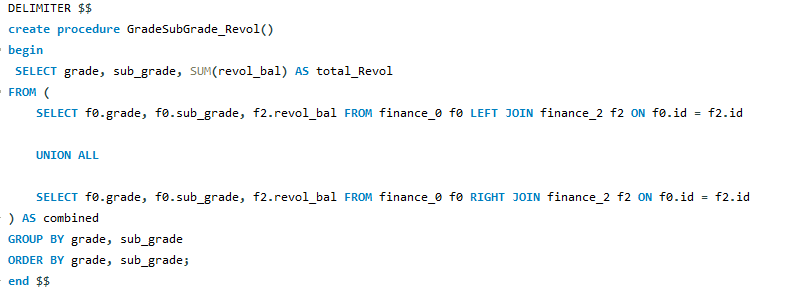 DELIMITER $$
create procedure GradeSubGrade_Revol()
begin
SELECT grade, sub_grade, SUM(revol_bal) AS total_Revol
FROM (
SELECT f0.grade, f0.sub_grade, f2.revol_bal FROM finance_0 f0 LEFT JOIN finance_2 f2 ON f0.id = f2.id
UNION ALL
SELECT f0.grade, f0.sub_grade, f2.revol_bal FROM finance_0 f0 RIGHT JOIN finance_2 f2 ON f0.id = f2.id
) AS combined
GROUP BY grade, sub_grade
ORDER BY grade, sub_grade;
end $$